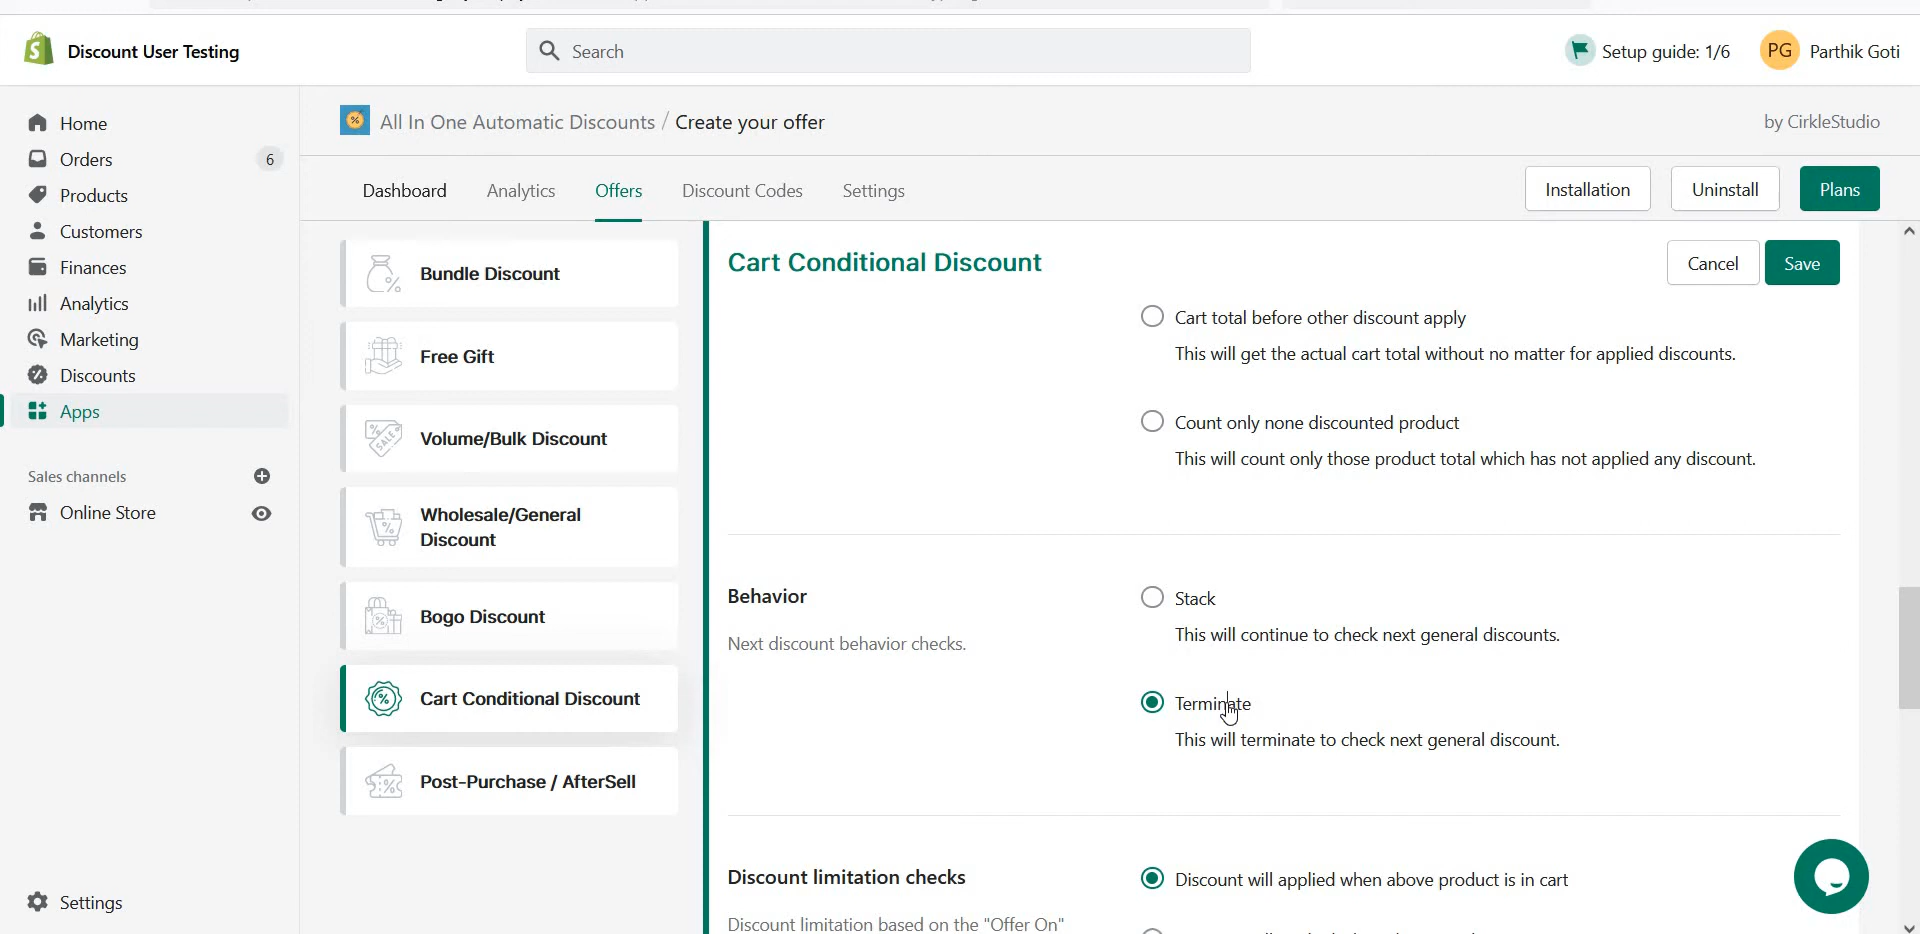 Discount User Testing
Search
Setup guide: 1/6
PG
Parthik Goti
Home
Orders
6
Products
Customers
Finances
Analytics
Marketing
Discounts
Apps
Sales channels
Online Store
Settings
All In One Automatic Discounts / Create your offer
by CirkleStudio
Dashboard
Analytics
Offers
Discount Codes
Settings
Installation
Uninstall
Plans
Bundle Discount
Free Gift
Volume/Bulk Discount
Wholesale/General
Discount
Bogo Discount
Cart Conditional Discount
Post-Purchase / AfterSell
Cart Conditional Discount
Cancel
Save
Cart total before other discount apply
This will get the actual cart total without no matter for applied discounts.
Count only none discounted product
This will count only those product total which has not applied any discount.
Behavior
Next discount behavior checks.
Stack
This will continue to check next general discounts.
Terminate
This will terminate to check next general discount.
Discount limitation checks
Discount limitation based on the "Offer On"
Discount will applied when above product is in cart